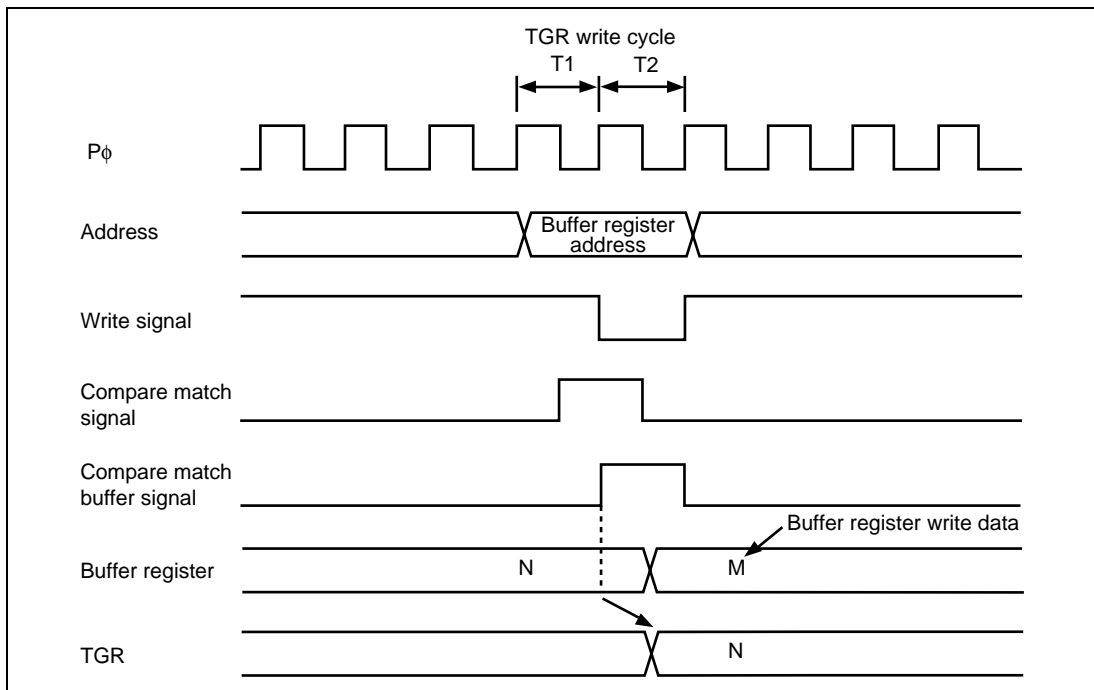 TGR write cycle
T1 T2
Pϕ
Address
Buffer register
address
Write signal
Compare match
signal
Compare match
buffer signal
Buffer register write data
Buffer register
N M
TGR
N